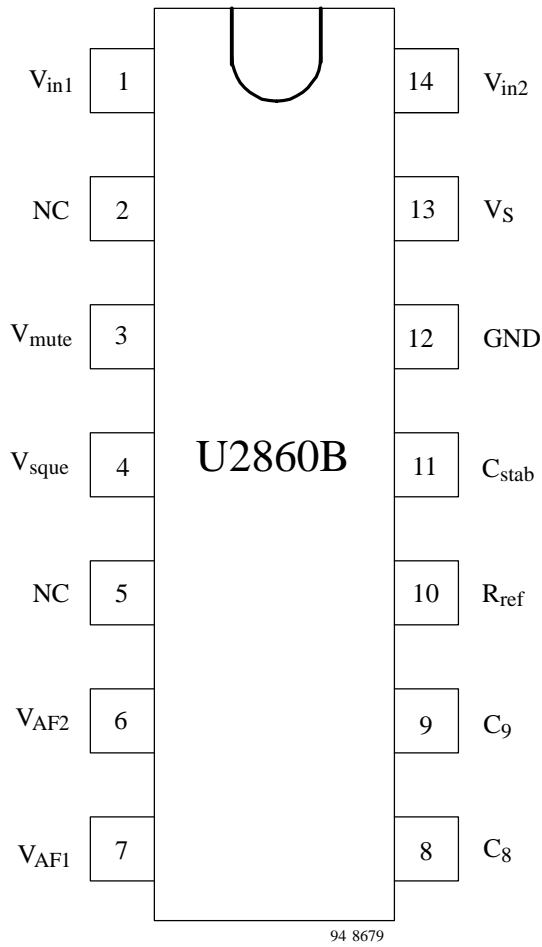 V_in1 1 14 V_in2
NC 2 13 V_S
V_mute 3 12 GND
U2860B
V_sque 4 11 C_stab
NC 5 10 R_ref
V_AF2 6 9 C_9
V_AF1 7 8 C_8
94 8679